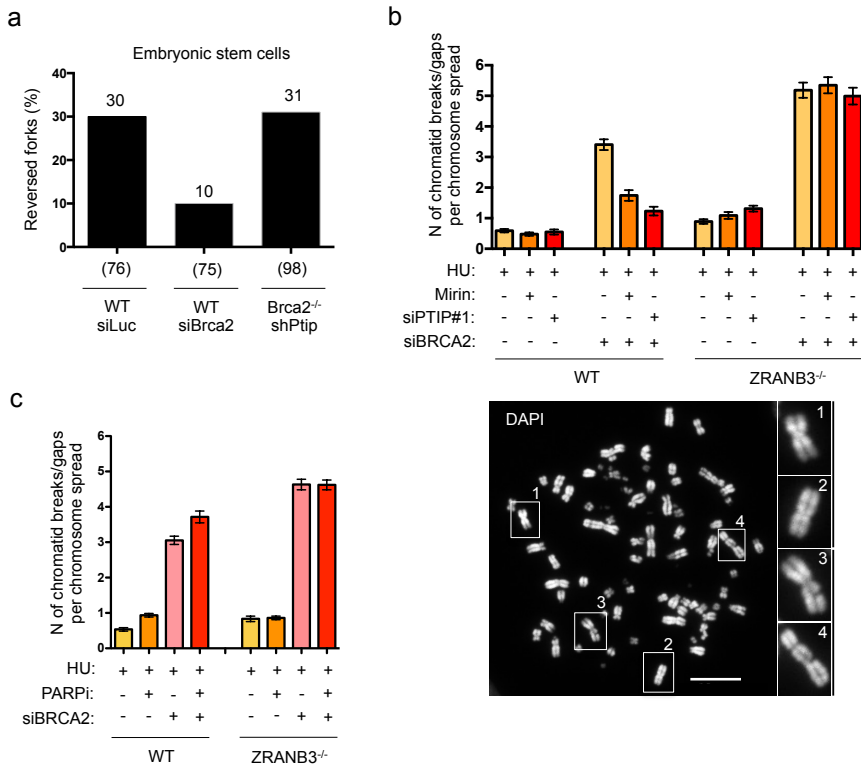 a
Embryonic stem cells
Reversed forks (%)
40
30
20
10
0
30
10
31
(76) (75) (98)
WT WT Brca2-/-
siLuc siBrca2 shPtip
b
N of chromatid breaks/gaps
per chromosome spread
6
5
4
3
2
1
0
HU: + + + + + + + + + + + +
Mirin: - + - - + - - + - - + -
siPTIP#1: - - + - - + - - + - - +
siBRCA2: - - - + + + - - - + + +
WT ZRANB3-/-
c
N of chromatid breaks/gaps
per chromosome spread
6
5
4
3
2
1
0
HU: + + + + + + + +
PARPi: - + - + - + - +
siBRCA2: - - + + - - + +
WT ZRANB3-/-
DAPI
1
4
3
2
1
2
3
4